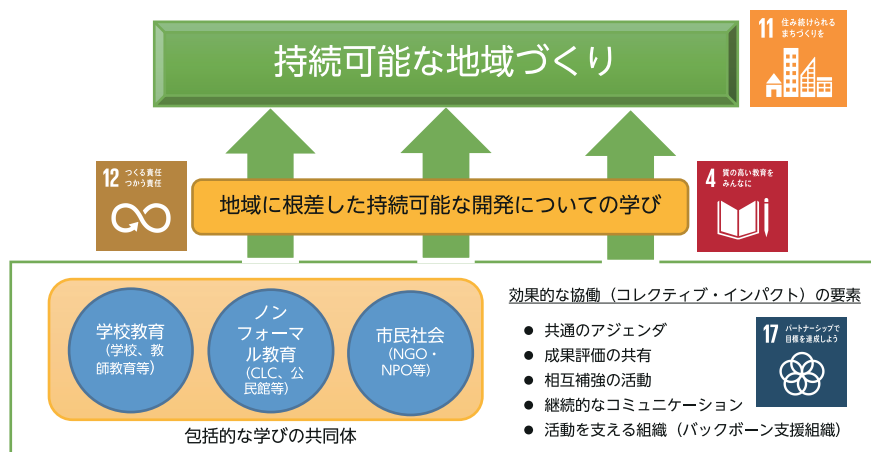 持続可能な地域づくり
11 住み続けられる
まちづくりを
12 つくる責任
つかう責任
地域に根差した持続可能な開発についての学び
4 質の高い教育を
みんなに
学校教育
(学校、教
師教育等)
ノン
フォーマ
ル教育
(CLC、公
民館等)
市民社会
(NGO・
NPO等)
包括的な学びの共同体
効果的な協働(コレクティブ・インパクト)の要素
● 共通のアジェンダ
● 成果評価の共有
● 相互補強の活動
● 継続的なコミュニケーション
● 活動を支える組織(バックボーン支援組織)
17 パートナーシップで
目標を達成しよう